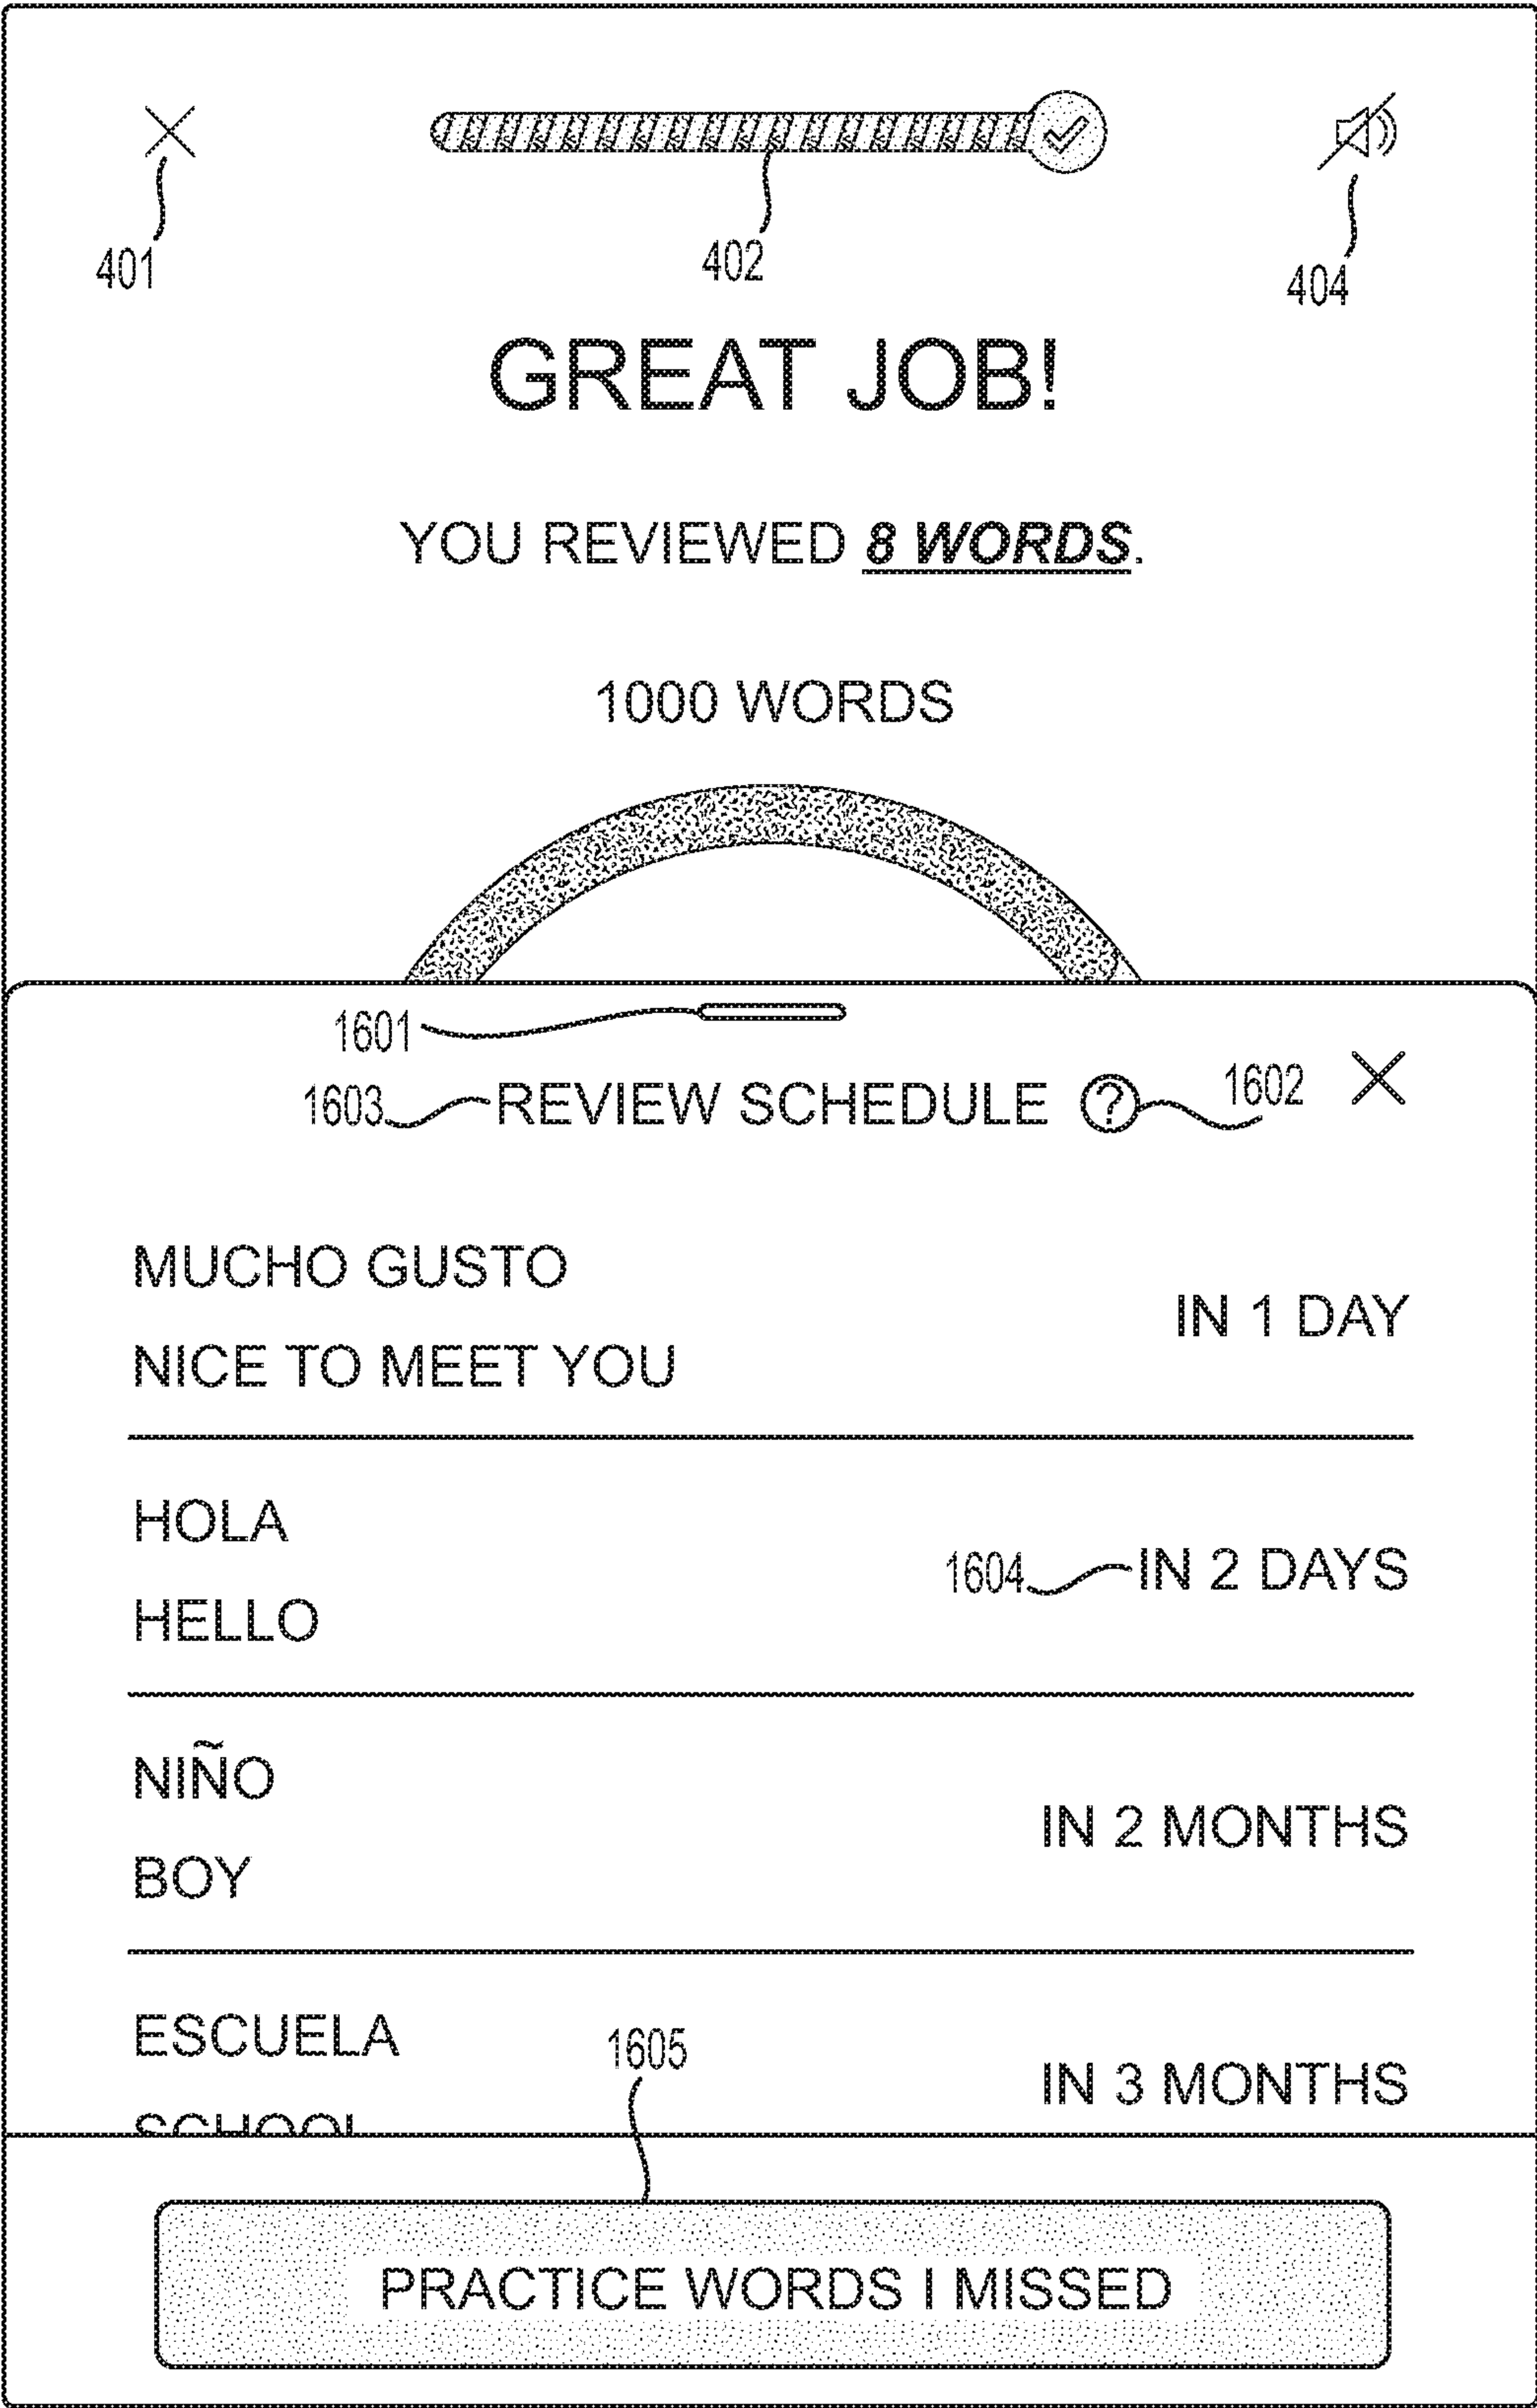 401
402
404
GREAT JOB!
YOU REVIEWED 8 WORDS.
1000 WORDS
1601
1603 REVIEW SCHEDULE ? 1602
MUCHO GUSTO
NICE TO MEET YOU
IN 1 DAY
HOLA
HELLO
1604 IN 2 DAYS
NIÑO
BOY
IN 2 MONTHS
ESCUELA
SCHOOL
IN 3 MONTHS
1605
PRACTICE WORDS I MISSED